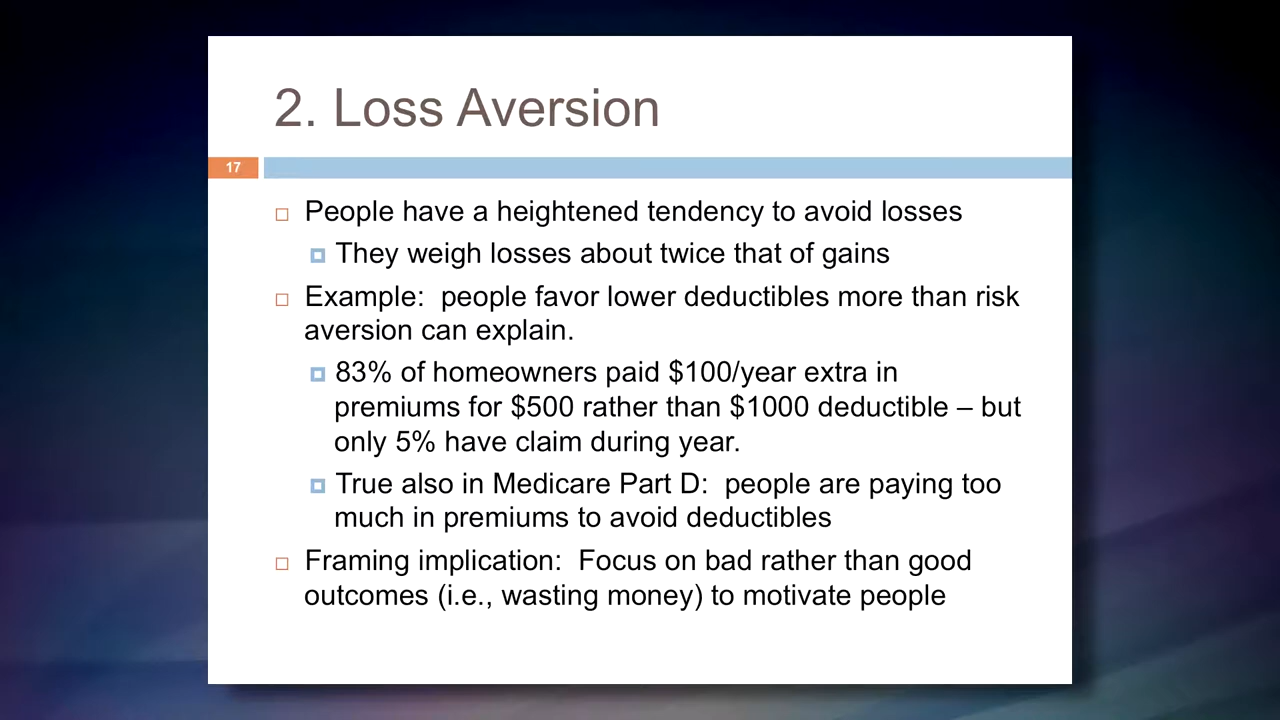 2. Loss Aversion
17
People have a heightened tendency to avoid losses
They weigh losses about twice that of gains
Example:  people favor lower deductibles more than risk
aversion can explain.
83% of homeowners paid $100/year extra in
premiums for $500 rather than $1000 deductible – but
only 5% have claim during year.
True also in Medicare Part D:  people are paying too
much in premiums to avoid deductibles
Framing implication:  Focus on bad rather than good
outcomes (i.e., wasting money) to motivate people